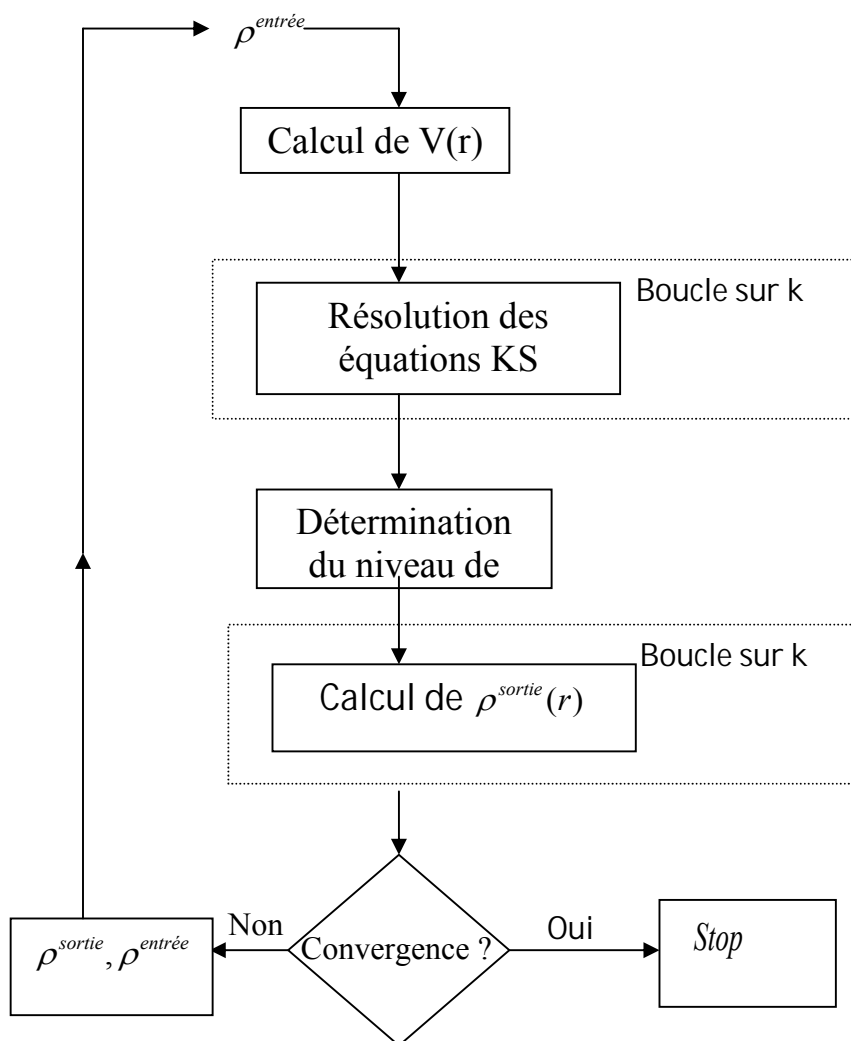 ρ^entrée
Calcul de V(r)
Boucle sur k
Résolution des
équations KS
Détermination
du niveau de
Boucle sur k
Calcul de ρ^sortie(r)
Non
Oui
ρ^sortie, ρ^entrée
Convergence ?
Stop